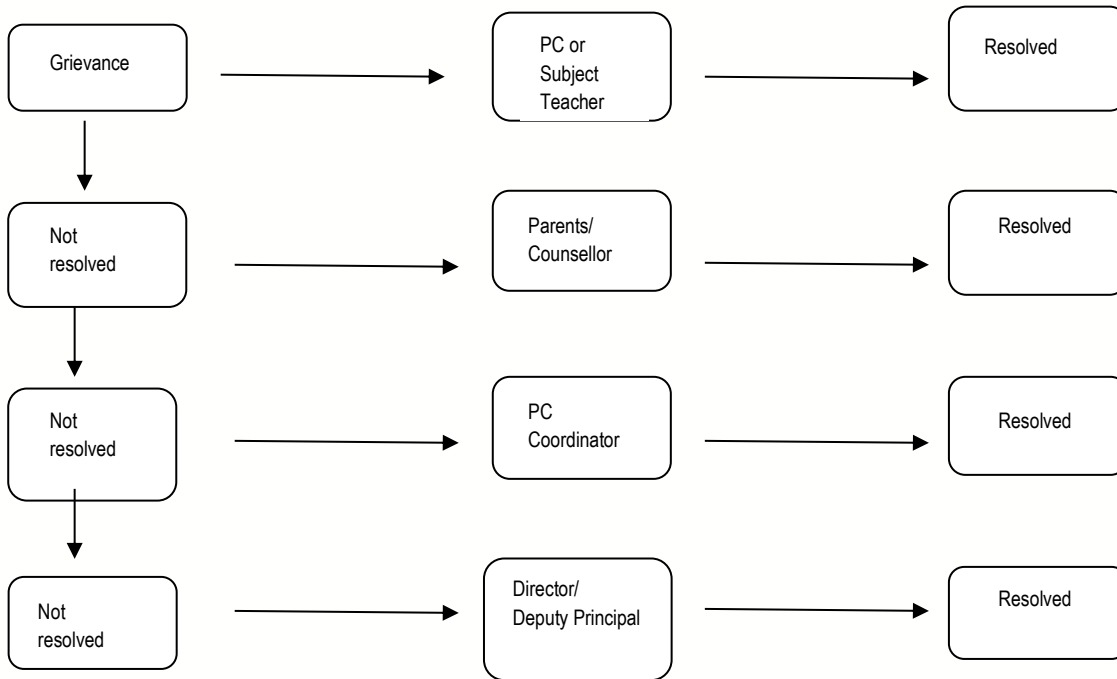 Grievance
PC or
Subject
Teacher
Resolved
Not
resolved
Parents/
Counsellor
Resolved
Not
resolved
PC
Coordinator
Resolved
Not
resolved
Director/
Deputy Principal
Resolved